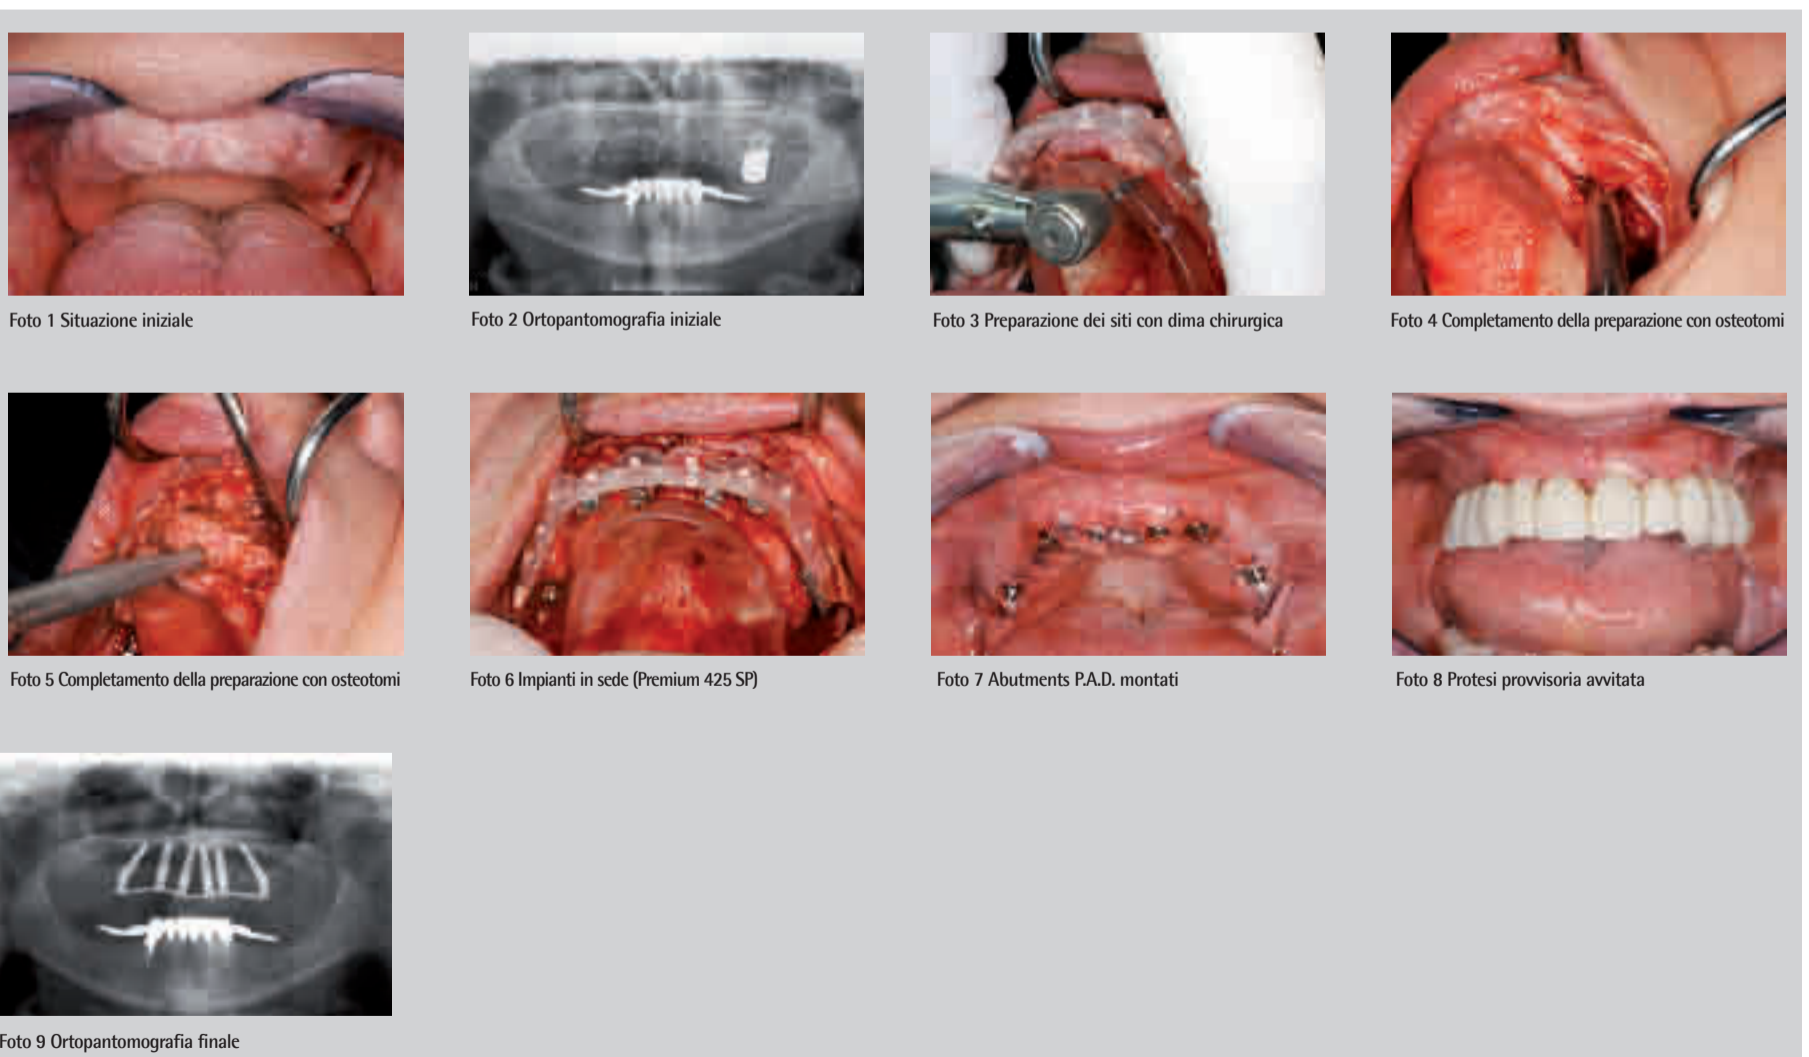 Foto 1 Situazione iniziale
Foto 2 Ortopantomografia iniziale
Foto 3 Preparazione dei siti con dima chirurgica
Foto 4 Completamento della preparazione con osteotomi
Foto 5 Completamento della preparazione con osteotomi
Foto 6 Impianti in sede (Premium 425 SP)
Foto 7 Abutments P.A.D. montati
Foto 8 Protesi provvisoria avvitata
Foto 9 Ortopantomografia finale